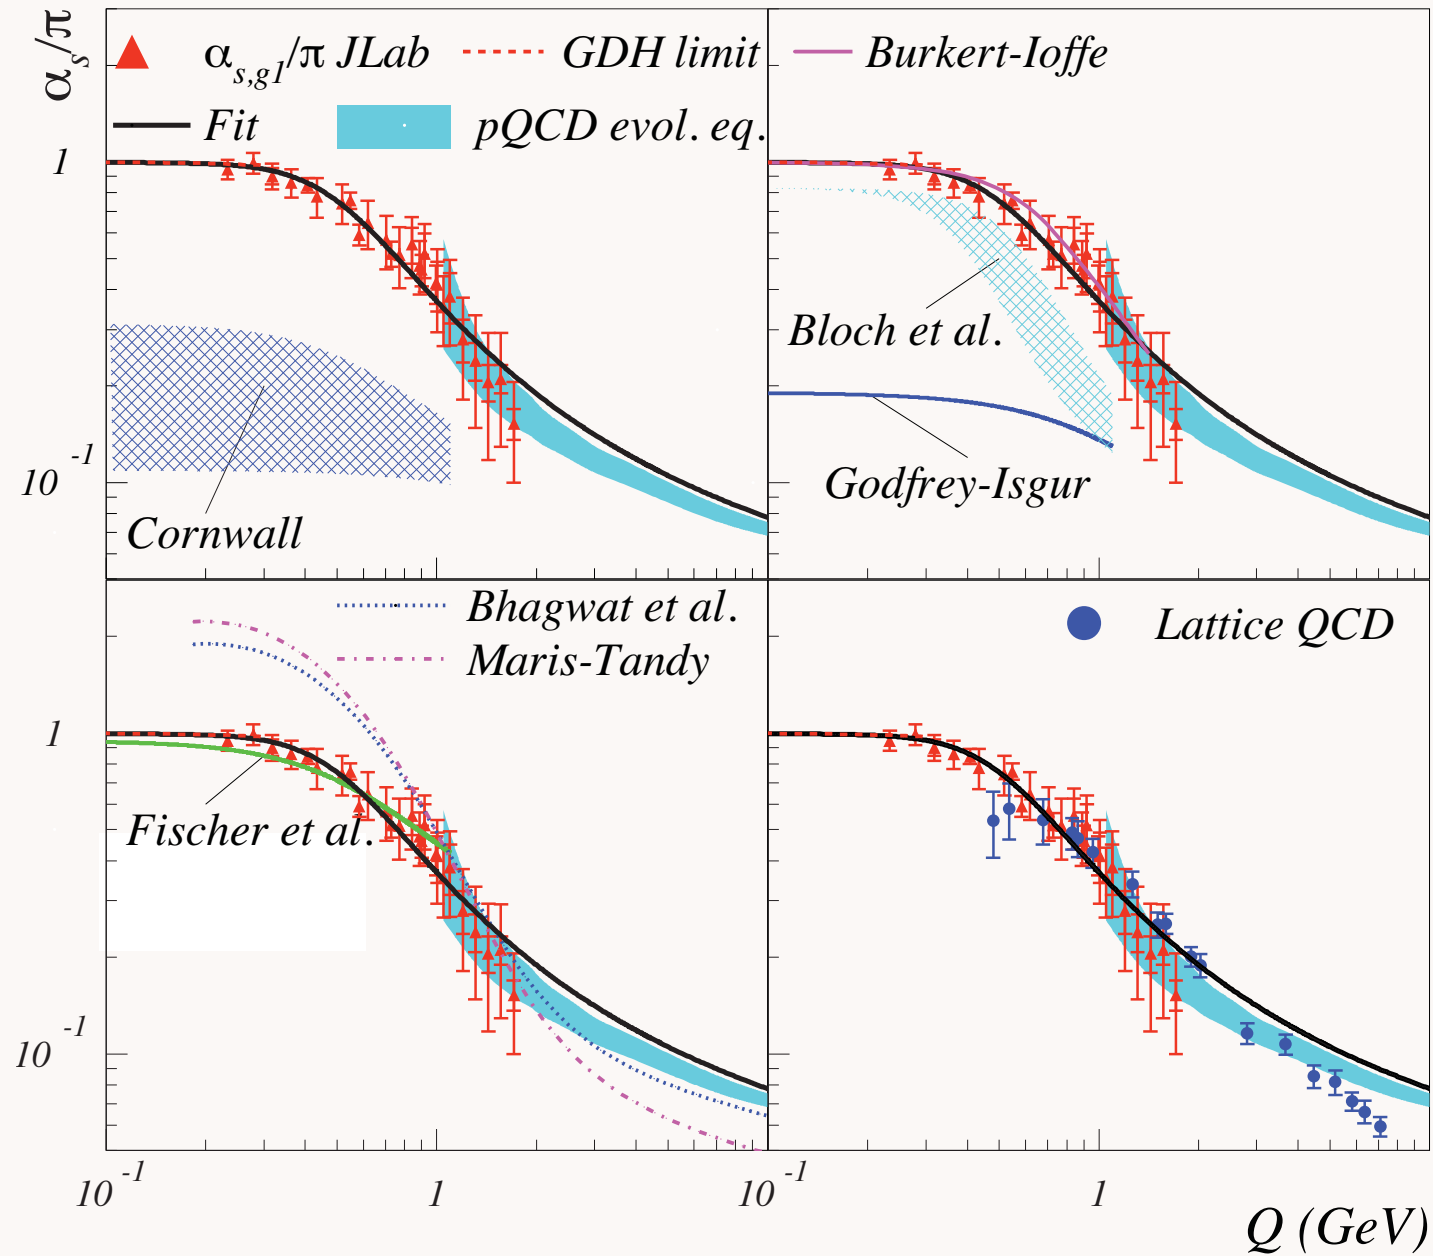 αs/π
αs,g1/π JLab
GDH limit
Fit
pQCD evol. eq.
Burkert-Ioffe
1
10 -1
Cornwall
Bloch et al.
Godfrey-Isgur
Bhagwat et al.
Maris-Tandy
Lattice QCD
1
Fischer et al.
10 -1
10 -1
1
10 -1
1
Q (GeV)